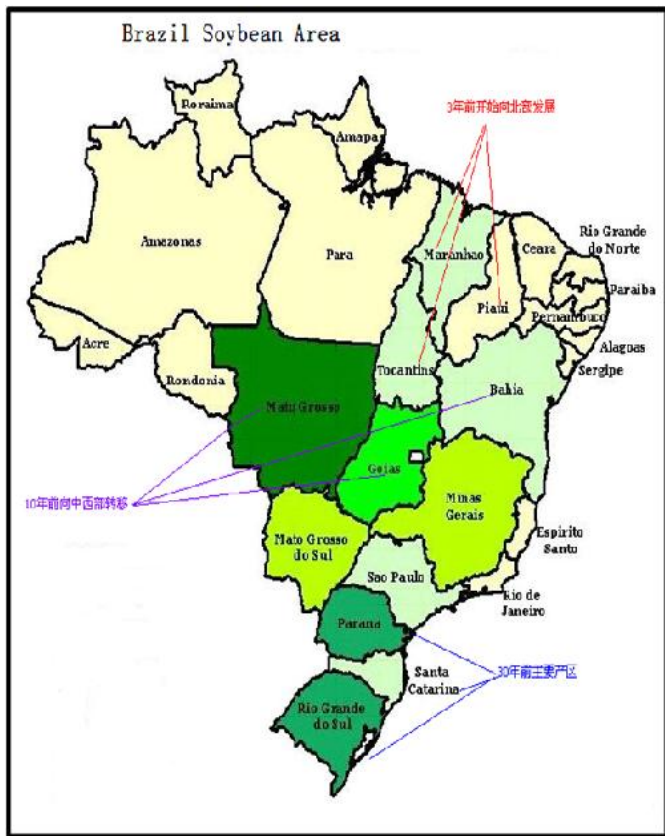 Brazil Soybean Area
Roraima
3年前开始向北衰发展
Amapa
Amazonas
Para
Maranhao
Ceara
Rio Grande
do Norte
Paraiba
Piaui
Pernambuco
Acre
Rondonia
Tocantins
Alagoas
Sergipe
Bahia
Mato Grosso
Goias
10年前向中西部转移
Minas
Gerais
Mato Grosso
do Sul
Espirito
Santo
Sao Paulo
Rio de
Janeiro
Parana
Santa
Catarina
30年前主要产区
Rio Grande
do Sul